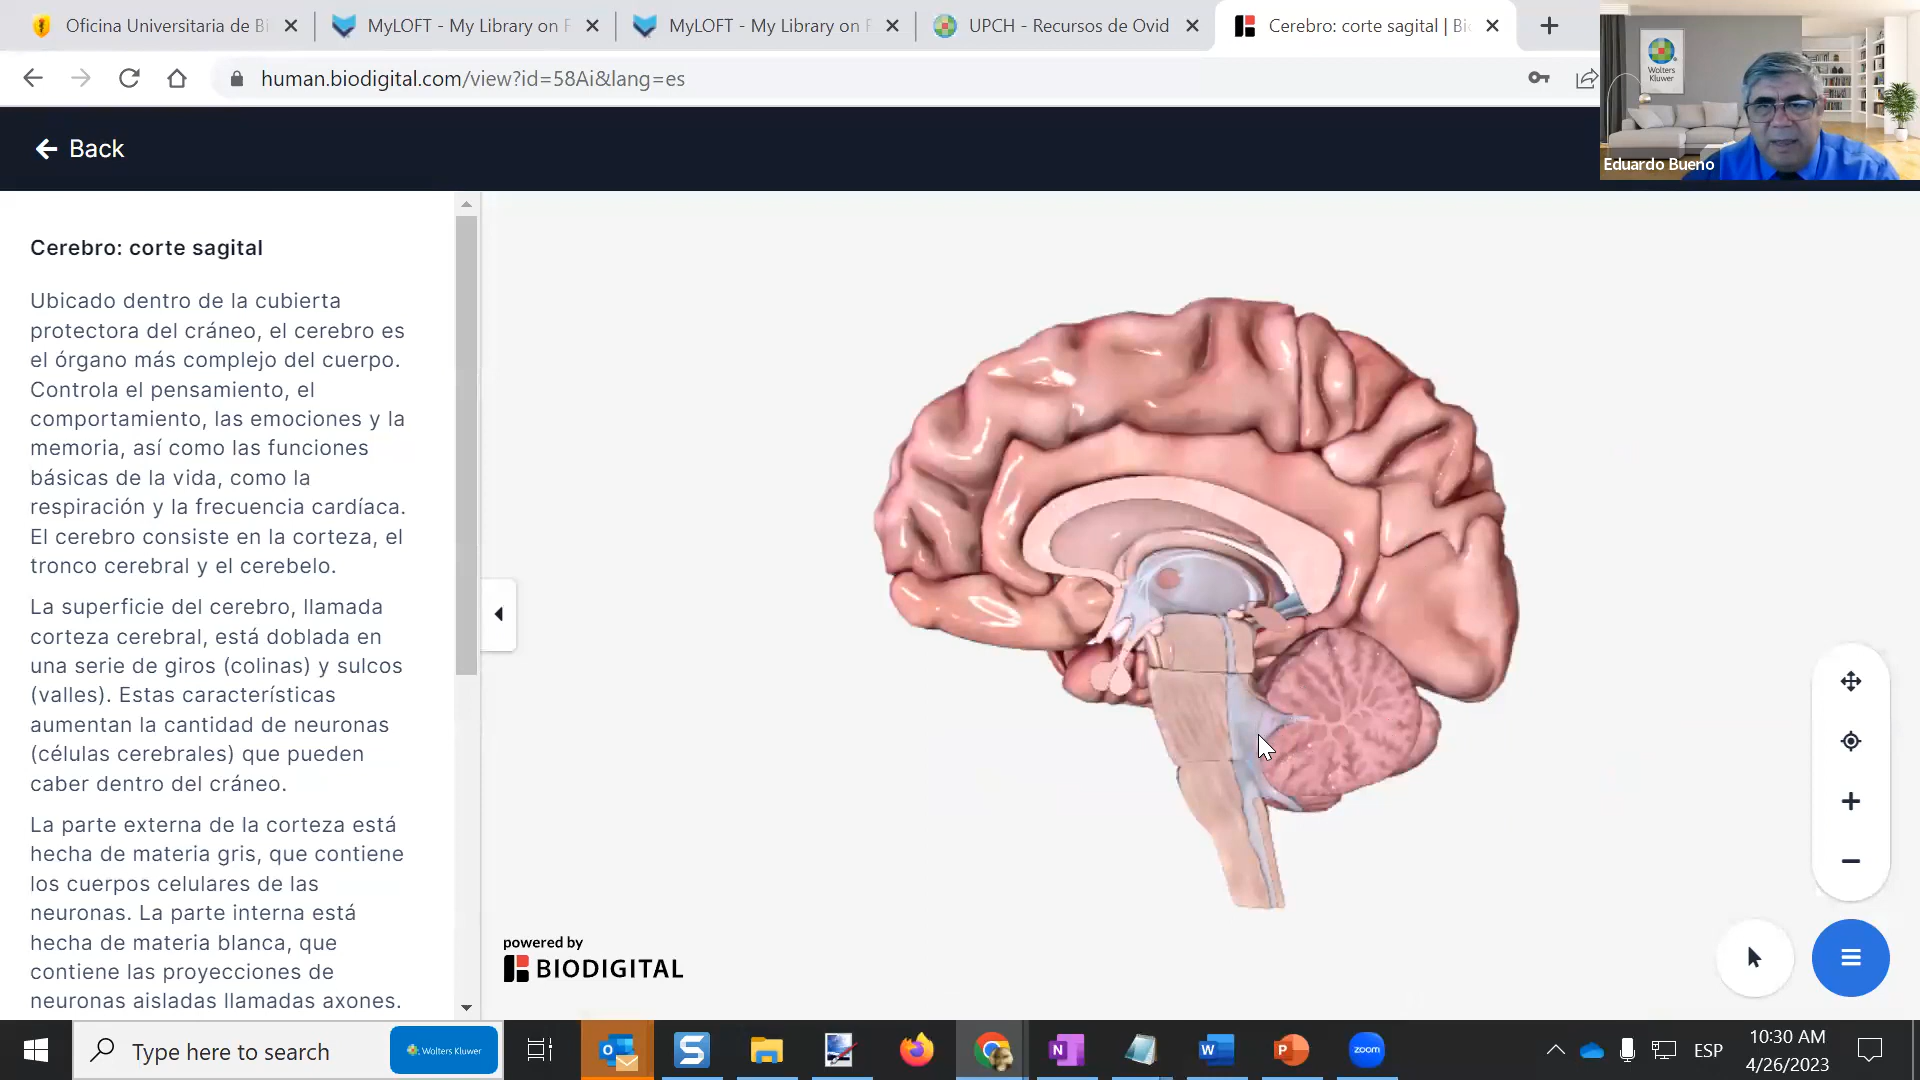 Oficina Universitaria de Bi
MyLOFT - My Library on F
MyLOFT - My Library on F
UPCH - Recursos de Ovid
Cerebro: corte sagital | Bio
human.biodigital.com/view?id=58Ai&lang=es
Wolters
Kluwer
Eduardo Bueno
Back
Cerebro: corte sagital
Ubicado dentro de la cubierta
protectora del cráneo, el cerebro es
el órgano más complejo del cuerpo.
Controla el pensamiento, el
comportamiento, las emociones y la
memoria, así como las funciones
básicas de la vida, como la
respiración y la frecuencia cardíaca.
El cerebro consiste en la corteza, el
tronco cerebral y el cerebelo.
La superficie del cerebro, llamada
corteza cerebral, está doblada en
una serie de giros (colinas) y sulcos
(valles). Estas características
aumentan la cantidad de neuronas
(células cerebrales) que pueden
caber dentro del cráneo.
La parte externa de la corteza está
hecha de materia gris, que contiene
los cuerpos celulares de las
neuronas. La parte interna está
hecha de materia blanca, que
contiene las proyecciones de
neuronas aisladas llamadas axones.
powered by
BIODIGITAL
Type here to search
Wolters Kluwer
zoom
ESP
10:30 AM
4/26/2023